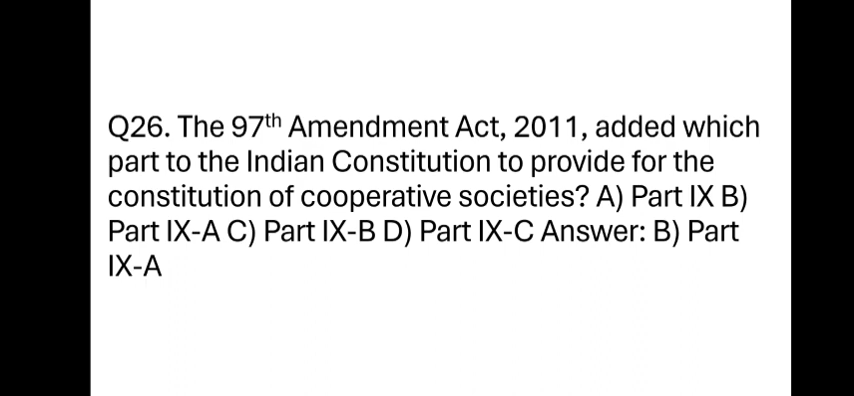 Q26. The 97th Amendment Act, 2011, added which
part to the Indian Constitution to provide for the
constitution of cooperative societies? A) Part IX B)
Part IX-A C) Part IX-B D) Part IX-C Answer: B) Part
IX-A